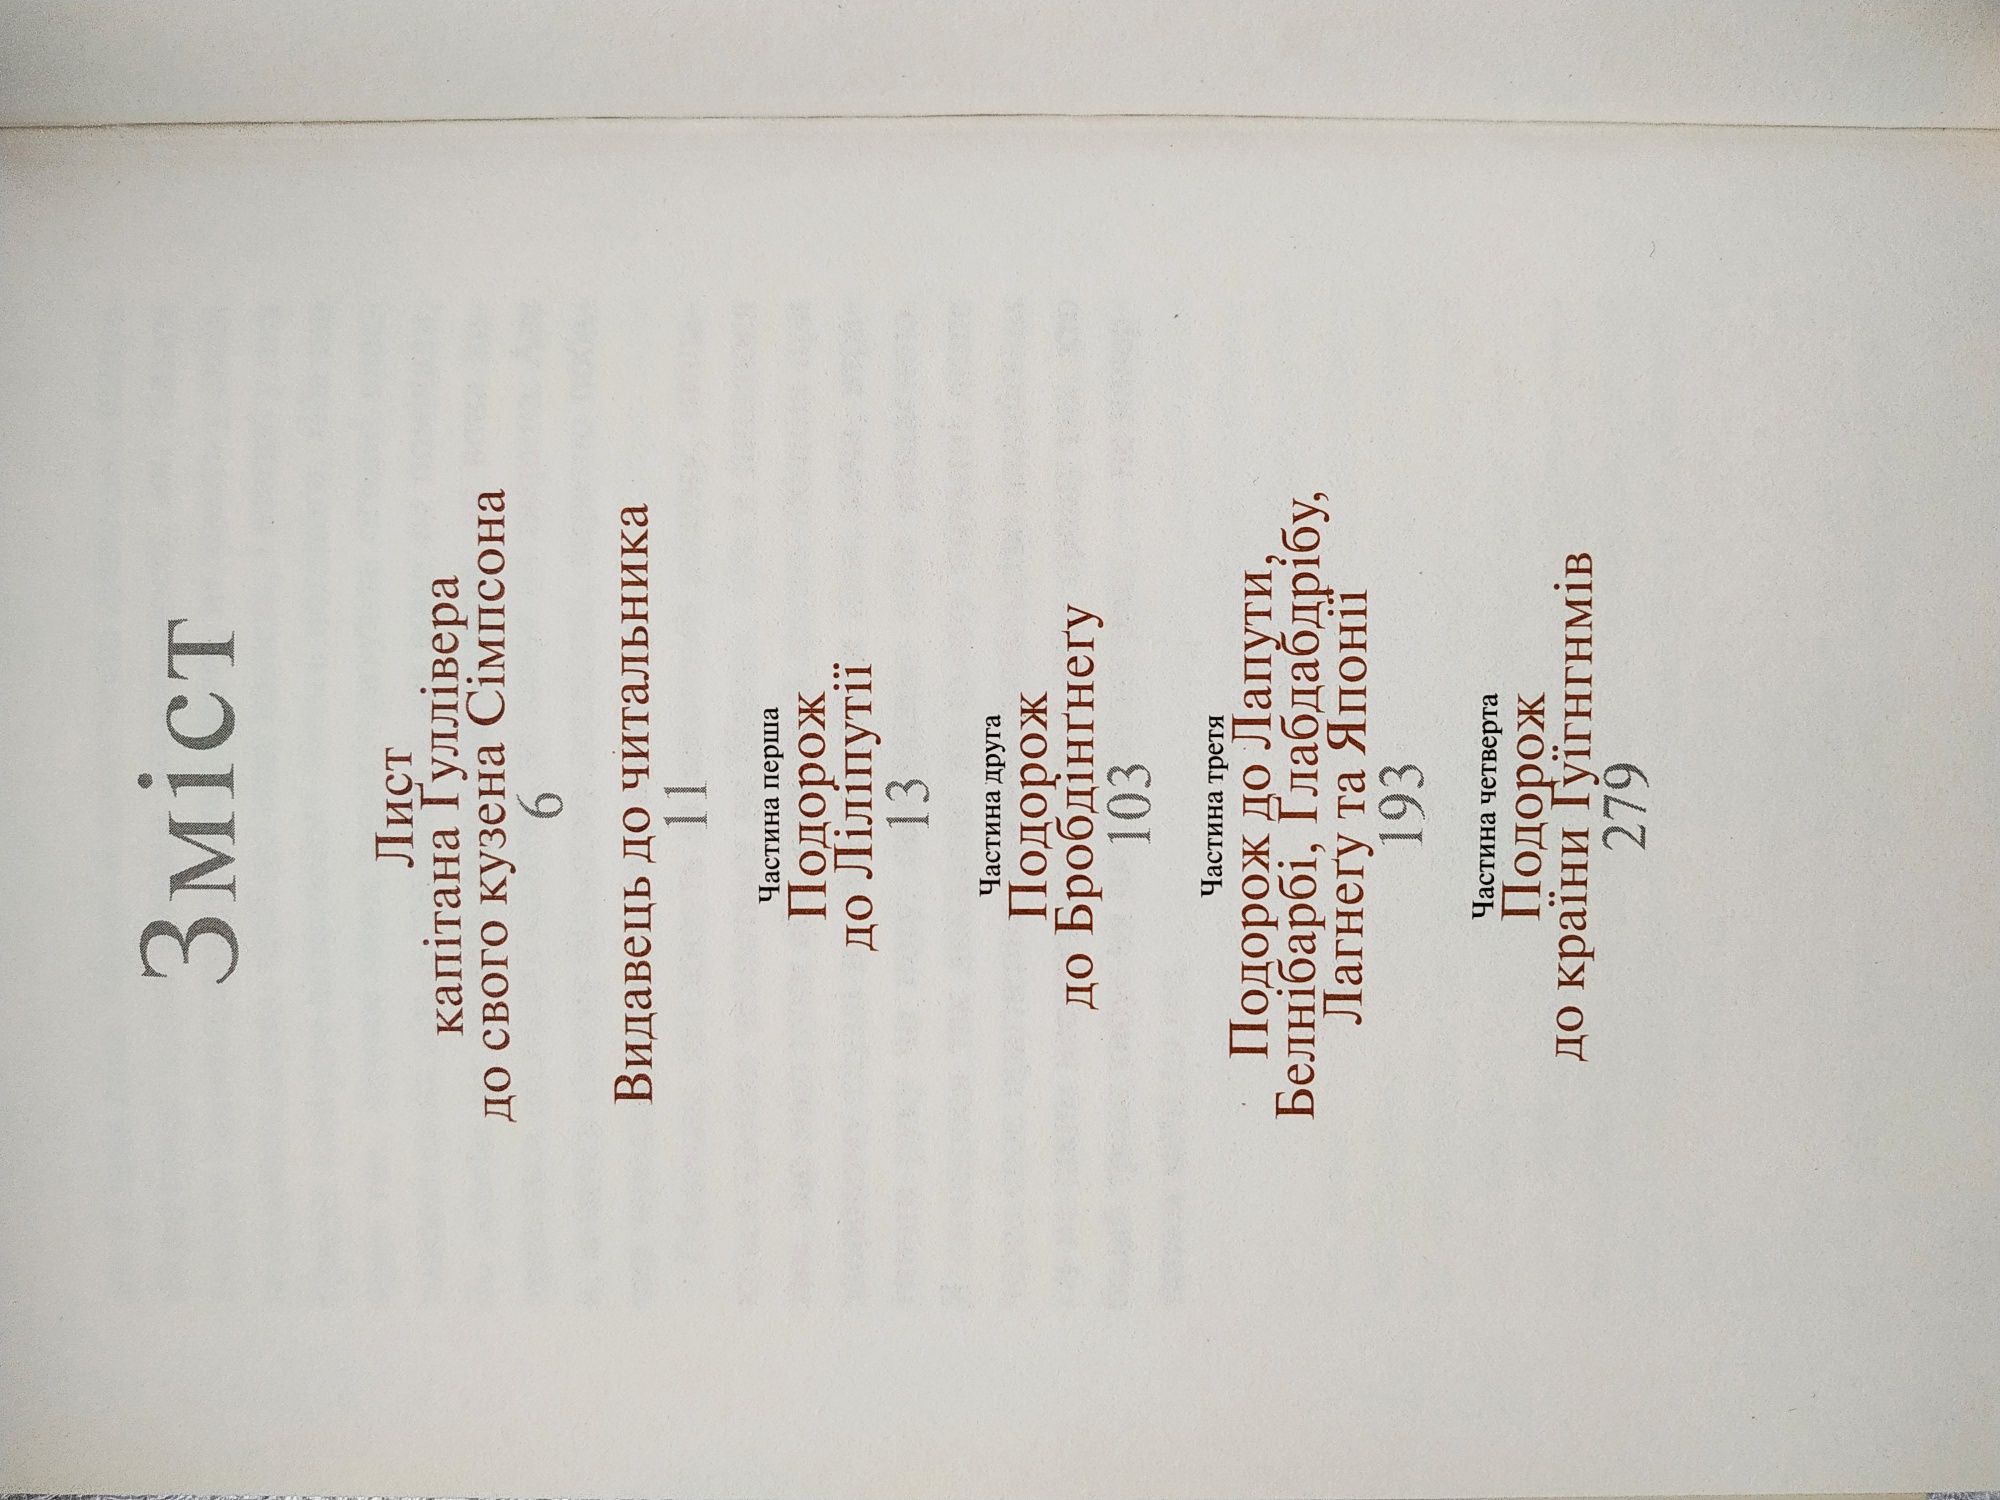 Зміст
Лист
капітана Гуллівера
до свого кузена Сімпсона
6
Видавець до читальника
11
Частина перша
Подорож
до Ліліпутії
13
Частина друга
Подорож
до Бробдінґнеґу
103
Частина третя
Подорож до Лапути,
Белнібарбі, Ґлабдабдрібу,
Лаґнеґу та Японії
193
Частина четверта
Подорож
до країни Гуїгнгнмів
279